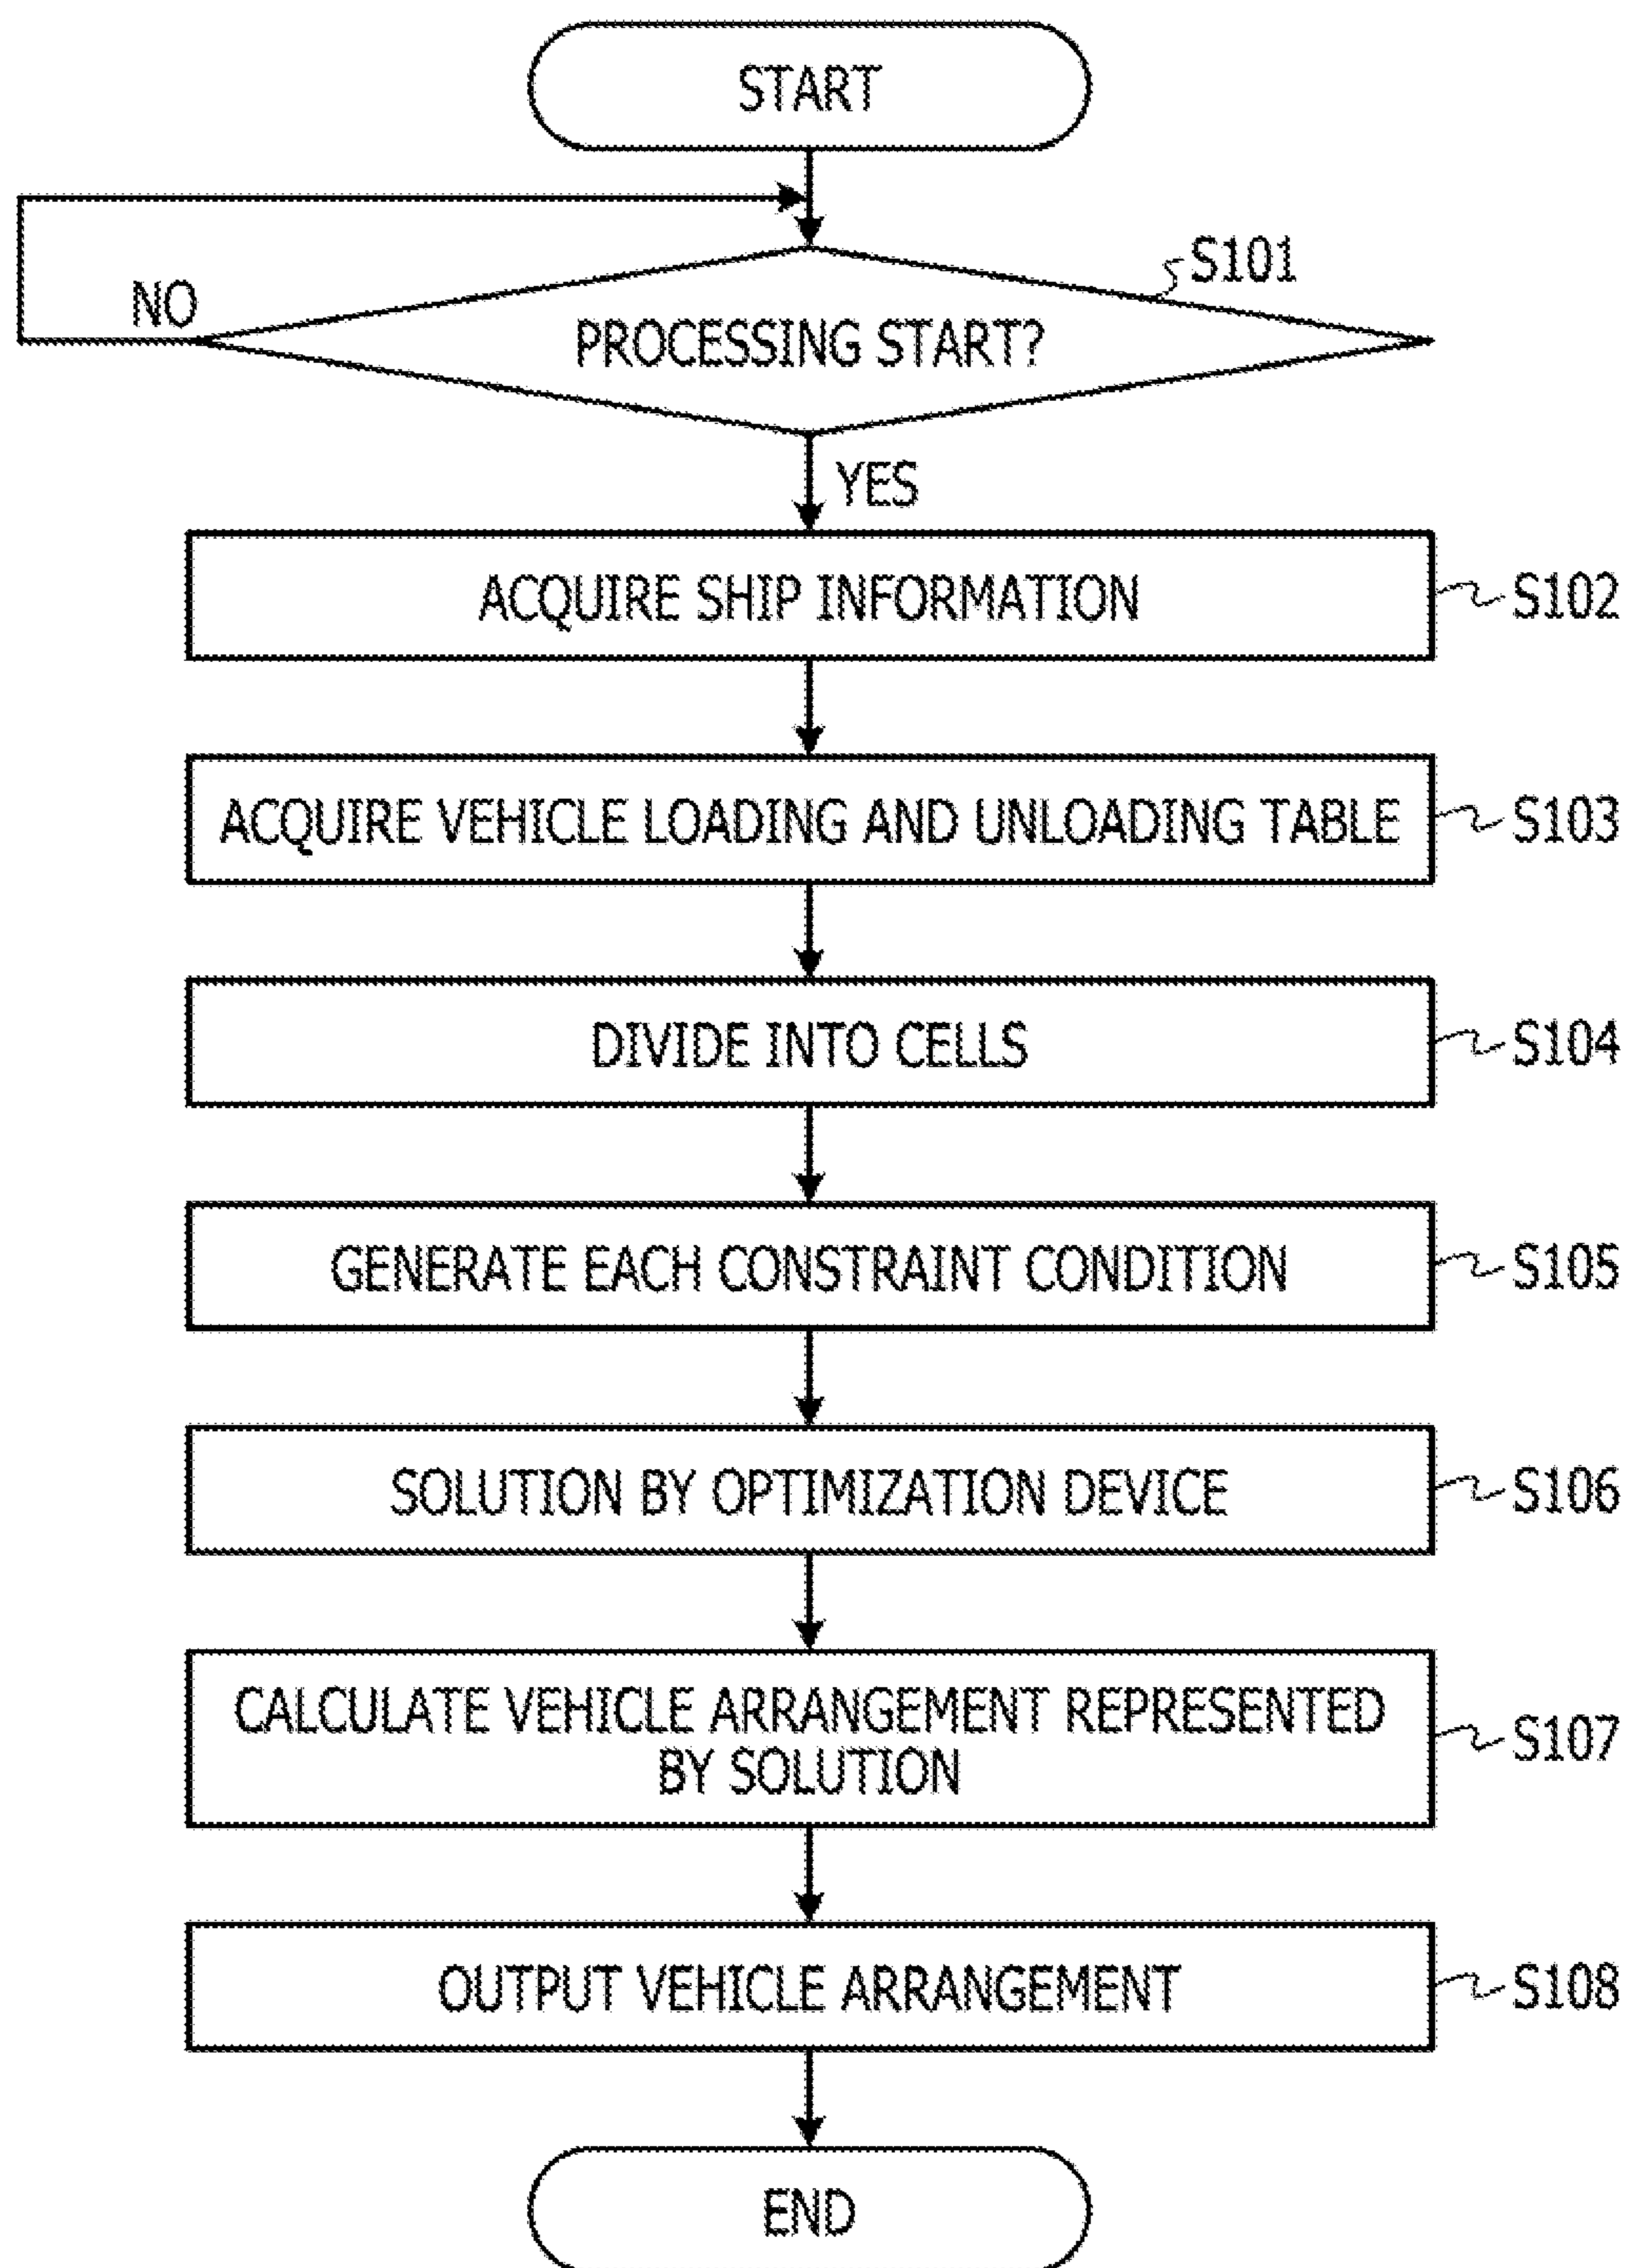 START
S101
NO
PROCESSING START?
YES
ACQUIRE SHIP INFORMATION
S102
ACQUIRE VEHICLE LOADING AND UNLOADING TABLE
S103
DIVIDE INTO CELLS
S104
GENERATE EACH CONSTRAINT CONDITION
S105
SOLUTION BY OPTIMIZATION DEVICE
S106
CALCULATE VEHICLE ARRANGEMENT REPRESENTED
BY SOLUTION
S107
OUTPUT VEHICLE ARRANGEMENT
S108
END